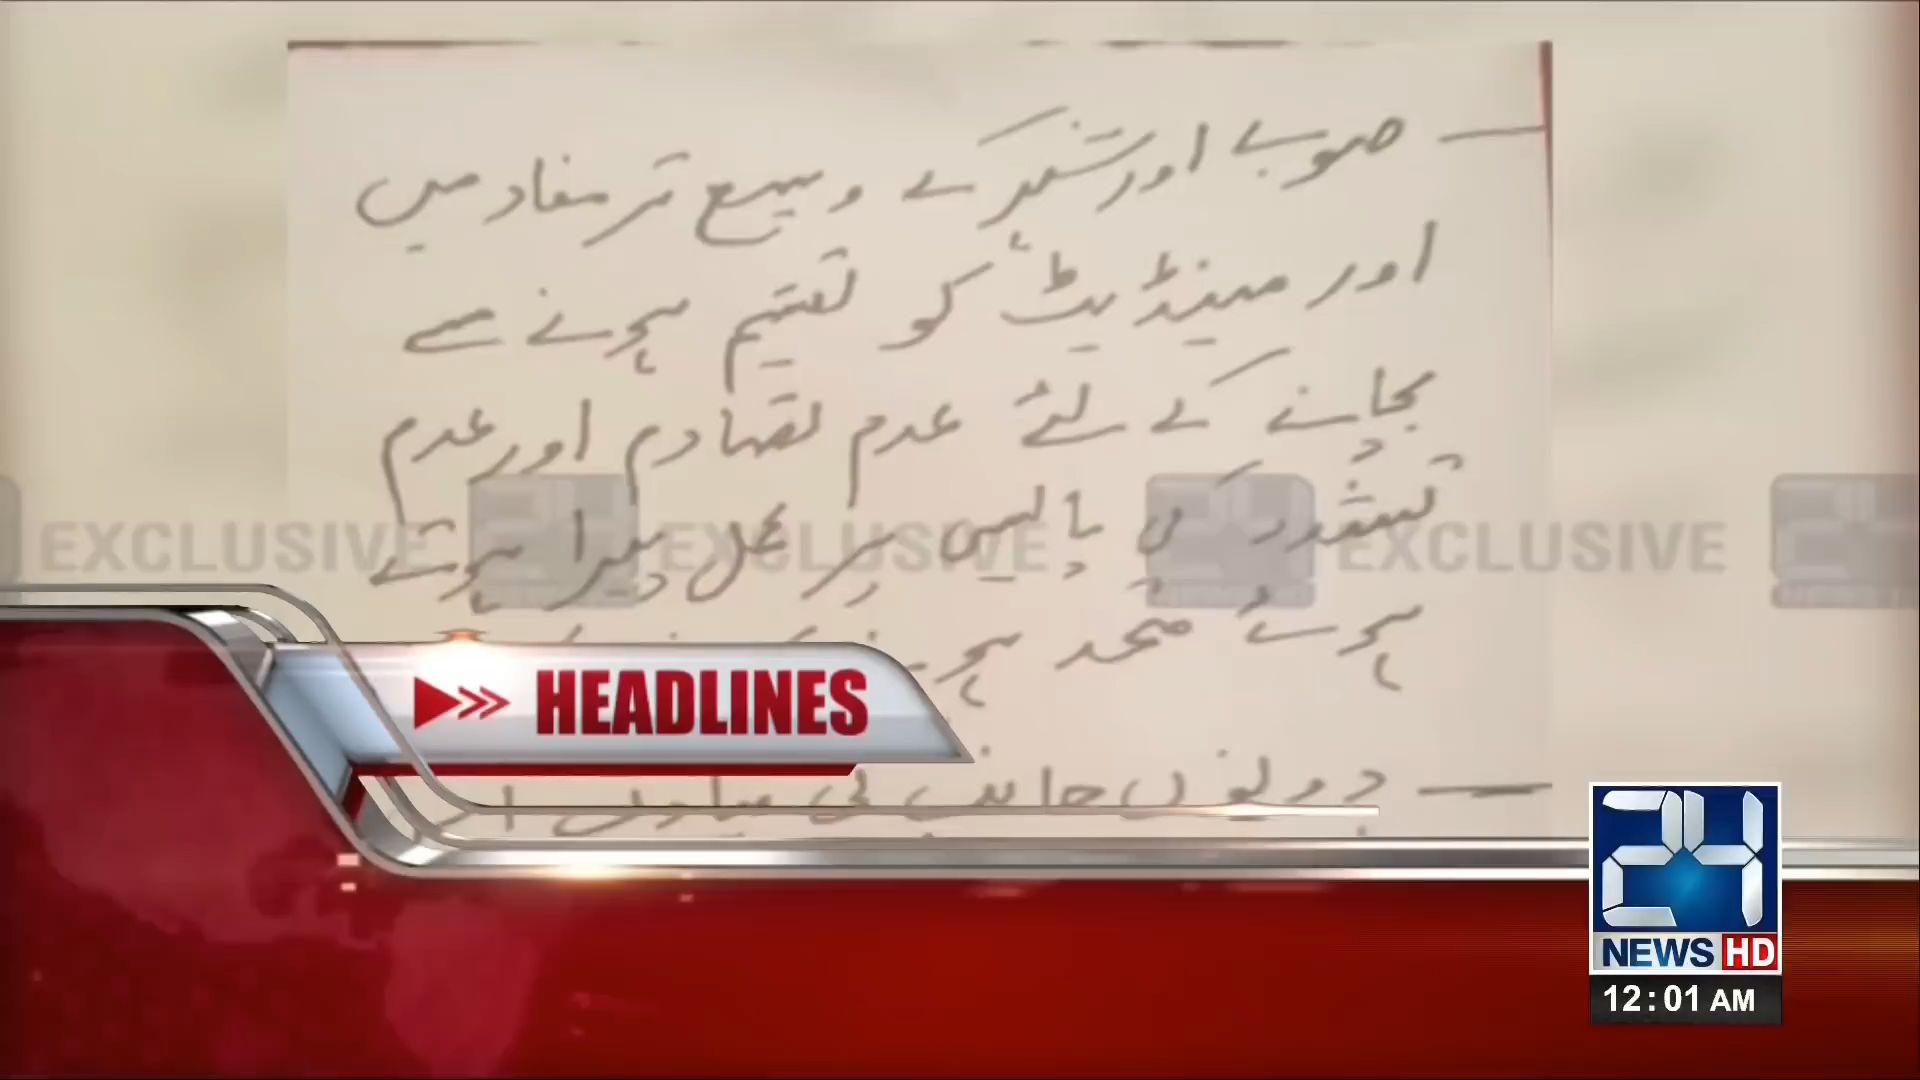 صوبے اور شہر کے وسیع تر مفاد میں
اور مینڈیٹ کو تقسیم ہونے سے
بچانے کے لئے عدم تصادم اور عدم
تشدد کی پالیسی پر عمل پیرا ہوتے
ہوئے متحد ہونے
دونوں جانب کی
EXCLUSIVE EXCLUSIVE EXCLUSIVE
HEADLINES
24
NEWS HD
12:01 AM